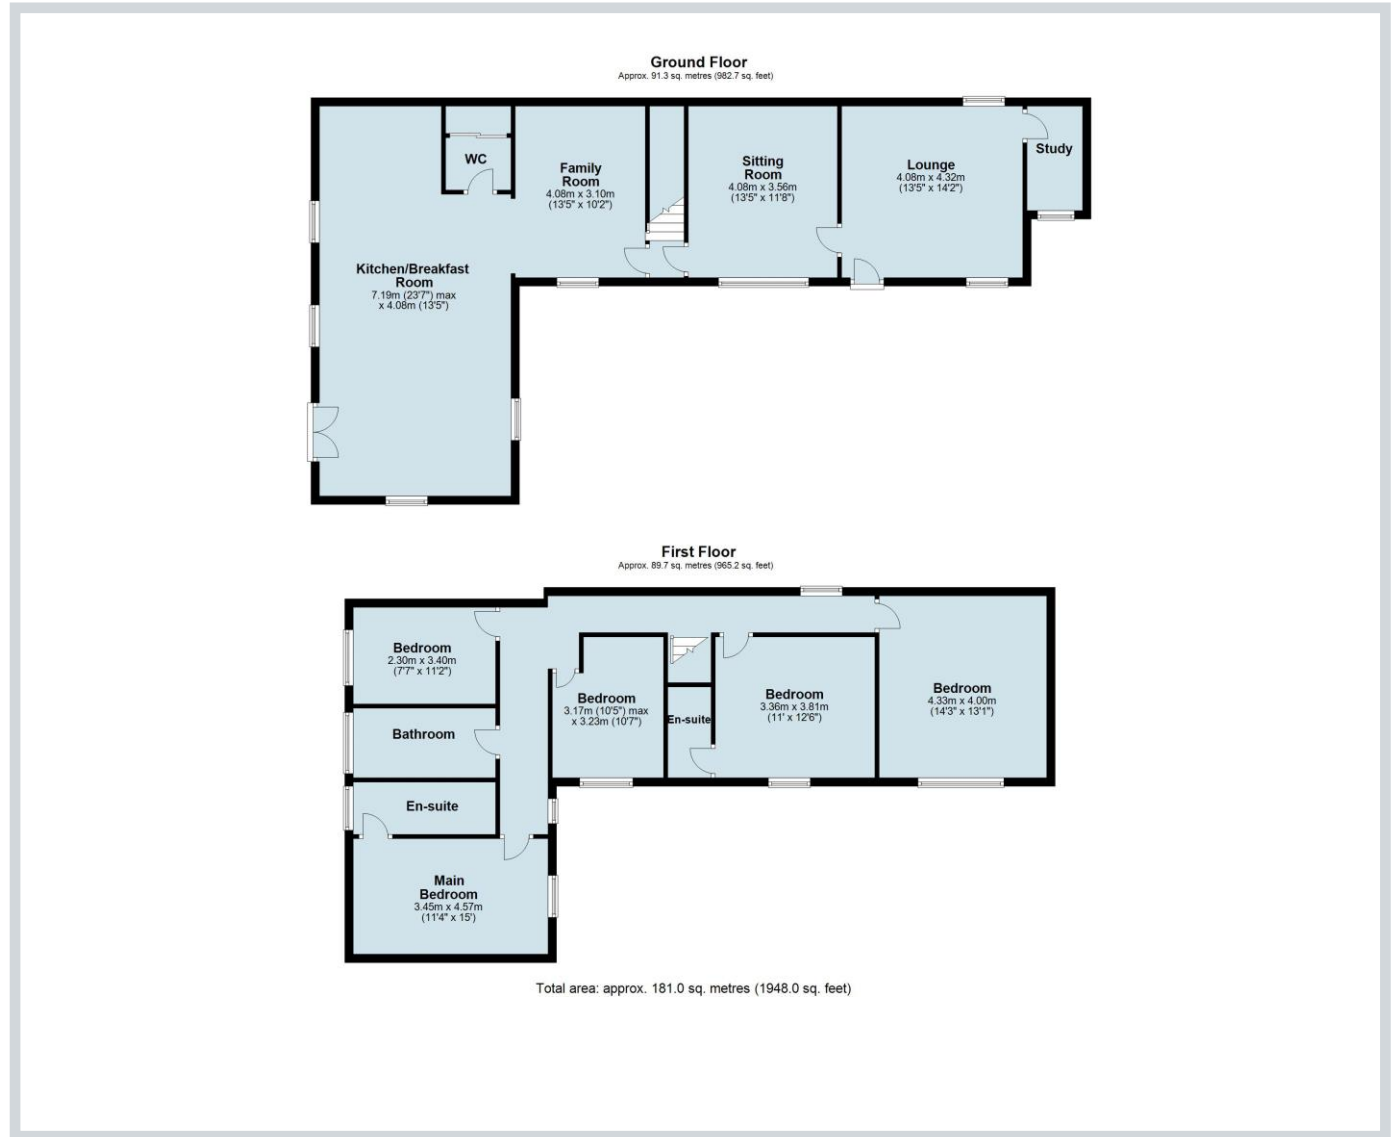 Ground Floor
Approx. 91.3 sq. metres (982.7 sq. feet)
WC
Family
Room
4.08m x 3.10m
(13'5" x 10'2")
Sitting
Room
4.08m x 3.56m
(13'5" x 11'8")
Lounge
4.08m x 4.32m
(13'5" x 14'2")
Study
Kitchen/Breakfast
Room
7.19m (23'7") max
x 4.08m (13'5")
First Floor
Approx. 89.7 sq. metres (965.2 sq. feet)
Bedroom
2.30m x 3.40m
(7'7" x 11'2")
Bathroom
En-suite
Main
Bedroom
3.45m x 4.57m
(11'4" x 15')
Bedroom
3.17m (10'5") max
x 3.23m (10'7")
En-suite
Bedroom
3.36m x 3.81m
(11' x 12'6")
Bedroom
4.33m x 4.00m
(14'3" x 13'1")
Total area: approx. 181.0 sq. metres (1948.0 sq. feet)